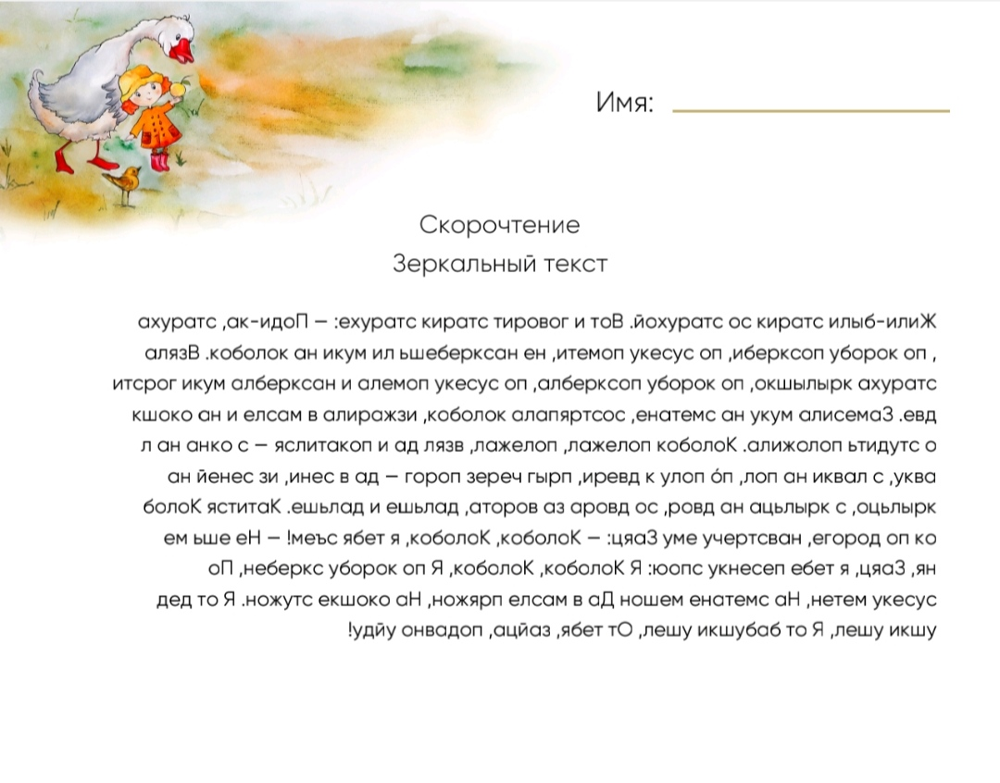 Имя:
Скорочтение
Зеркальный текст
ахуратс ,ак-идоП — :ехуратс киратс тировог и тоВ .йохуратс ос киратс илыб-илиЖ
алязВ .коболок ан икум ил ьшеберксан ен ,итемоп укесус оп ,иберксоп уборок оп ,
итсрог икум алберксан и алемоп укесус оп ,алберксоп уборок оп ,окшылырк ахуратс
кшоко ан и елсам в алиражзи ,коболок алапяртсос ,енатемс ан укум алисемаЗ .евд
л ан анко с — яслитакоп и ад лязв ,лажелоп ,лажелоп коболоК .алижолоп ьтидутс о
ан йенес зи ,инес в ад — гороп зереч гырп ,иревд к улоп о́п ,лоп ан иквал с ,уква
болоК яститаК .ешьлад и ешьлад ,аторов аз аровд ос ,ровд ан ацьлырк с ,оцьлырк
ем ьше еН — !меъс ябет я ,коболоК ,коболоК — :цяаЗ ему учертсван ,егород оп ок
оП ,неберкс уборок оп Я ,коболоК ,коболоК Я :юопс укнесеп ебет я ,цяаЗ ,ян
дед то Я .ножутс екшоко аН ,ножярп елсам в аД ношем енатемс аН ,нетем укесус
!удйу онвадоп ,ацйаз ,ябет тО ,лешу икшубаб то Я ,лешу икшу